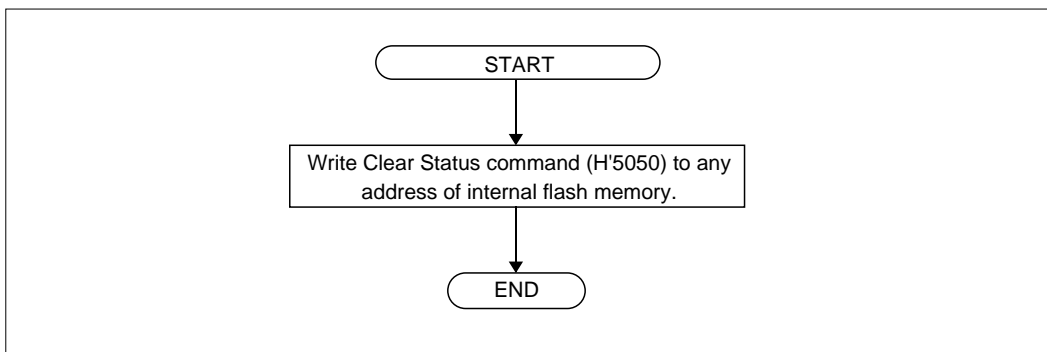 START
Write Clear Status command (H'5050) to any
address of internal flash memory.
END